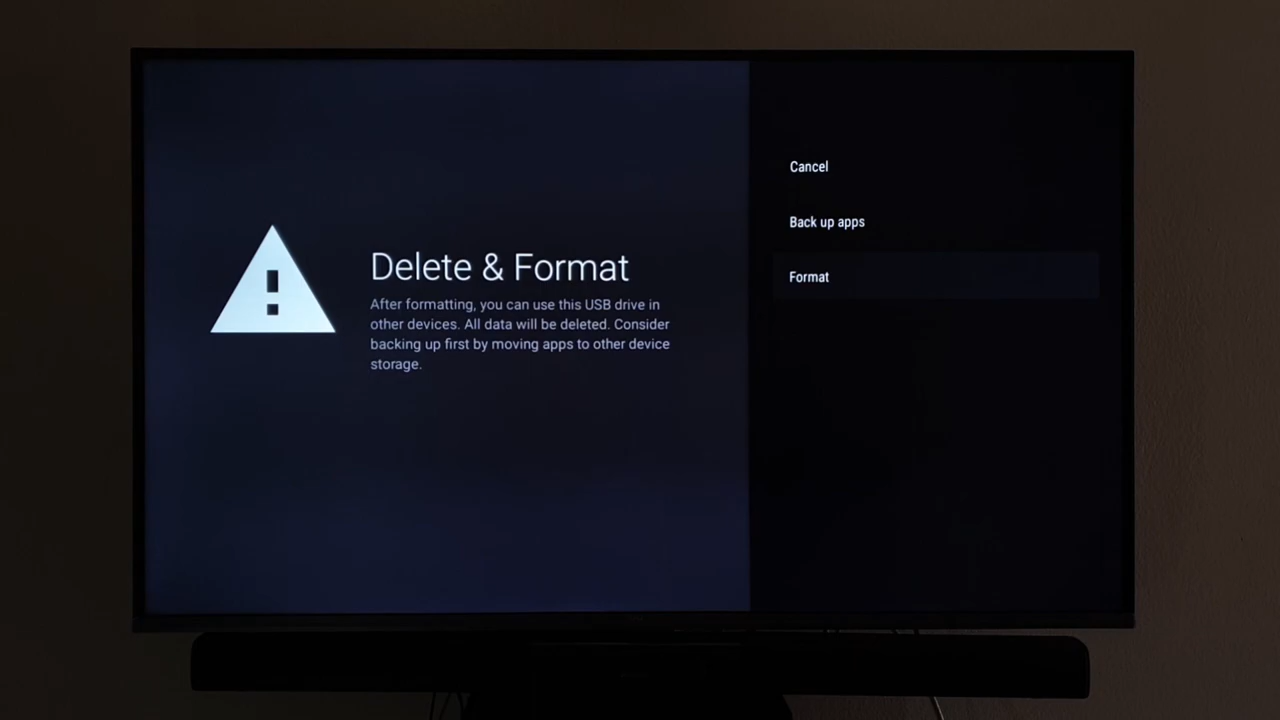 Delete & Format
After formatting, you can use this USB drive in
other devices. All data will be deleted. Consider
backing up first by moving apps to other device
storage.
Cancel
Back up apps
Format